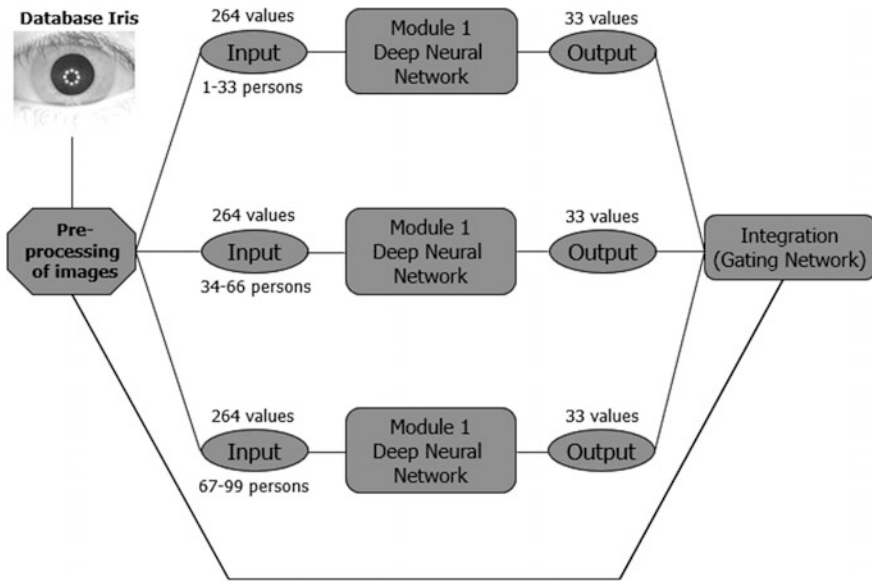 Database Iris
Pre-
processing
of images
264 values
Input
1-33 persons
Module 1
Deep Neural
Network
33 values
Output
264 values
Input
34-66 persons
Module 1
Deep Neural
Network
33 values
Output
264 values
Input
67-99 persons
Module 1
Deep Neural
Network
33 values
Output
Integration
(Gating Network)